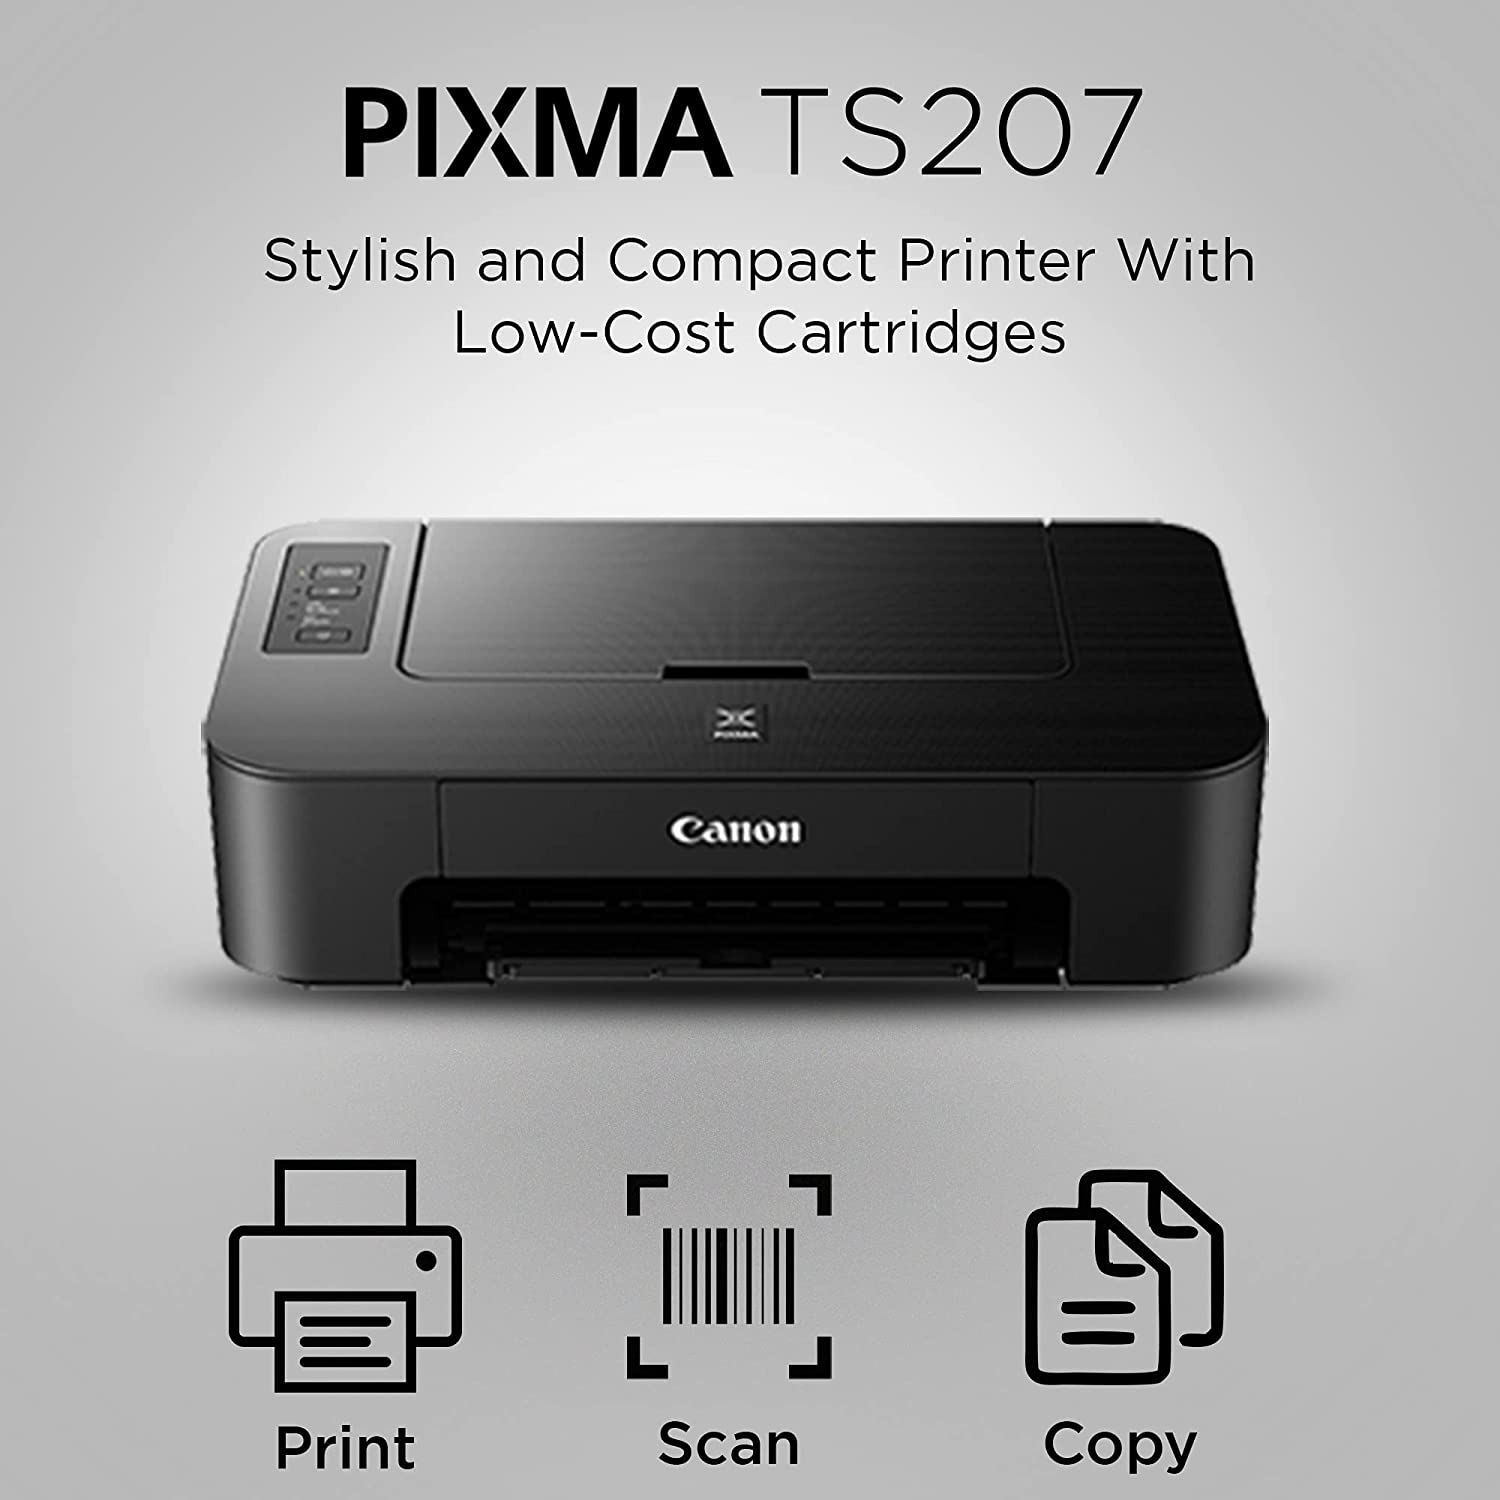 PIXMA TS207
Stylish and Compact Printer With
Low-Cost Cartridges
PIXMA
Canon
Print
Scan
Copy